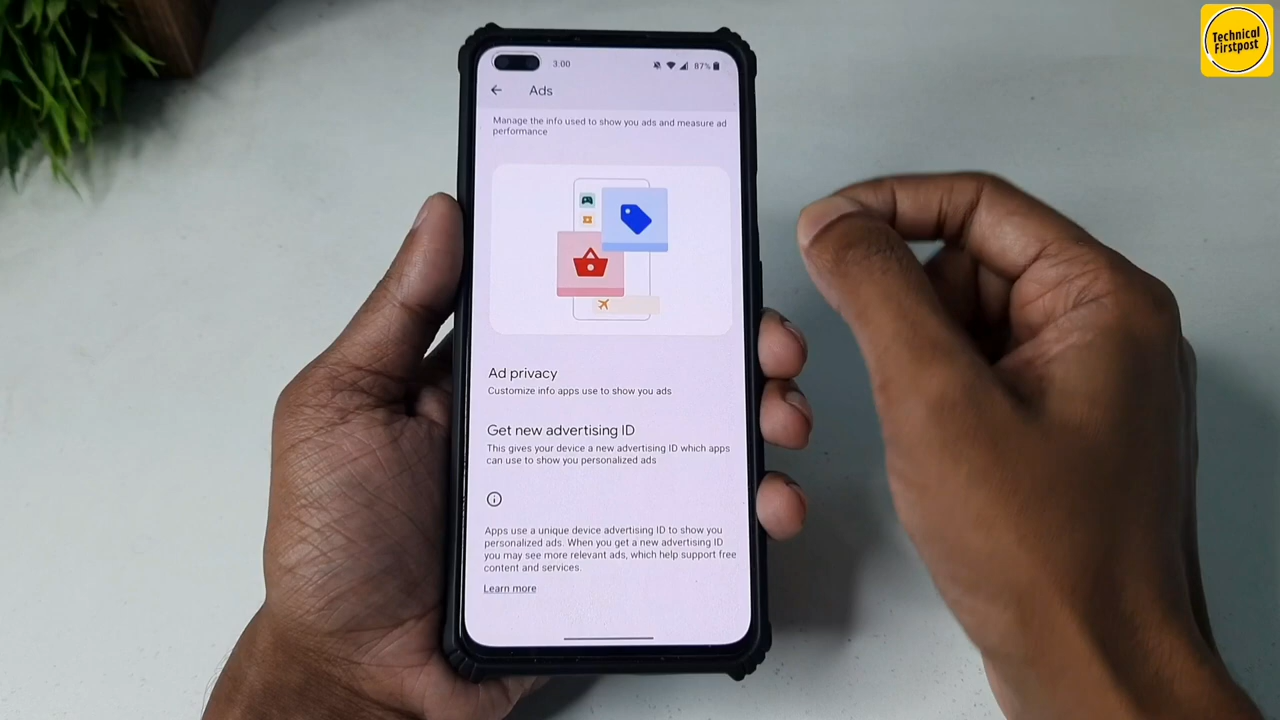 Technical
Firstpost
3:00
87%
Ads
Manage the info used to show you ads and measure ad
performance
Ad privacy
Customize info apps use to show you ads
Get new advertising ID
This gives your device a new advertising ID which apps
can use to show you personalized ads
Apps use a unique device advertising ID to show you
personalized ads. When you get a new advertising ID
you may see more relevant ads, which help support free
content and services.
Learn more